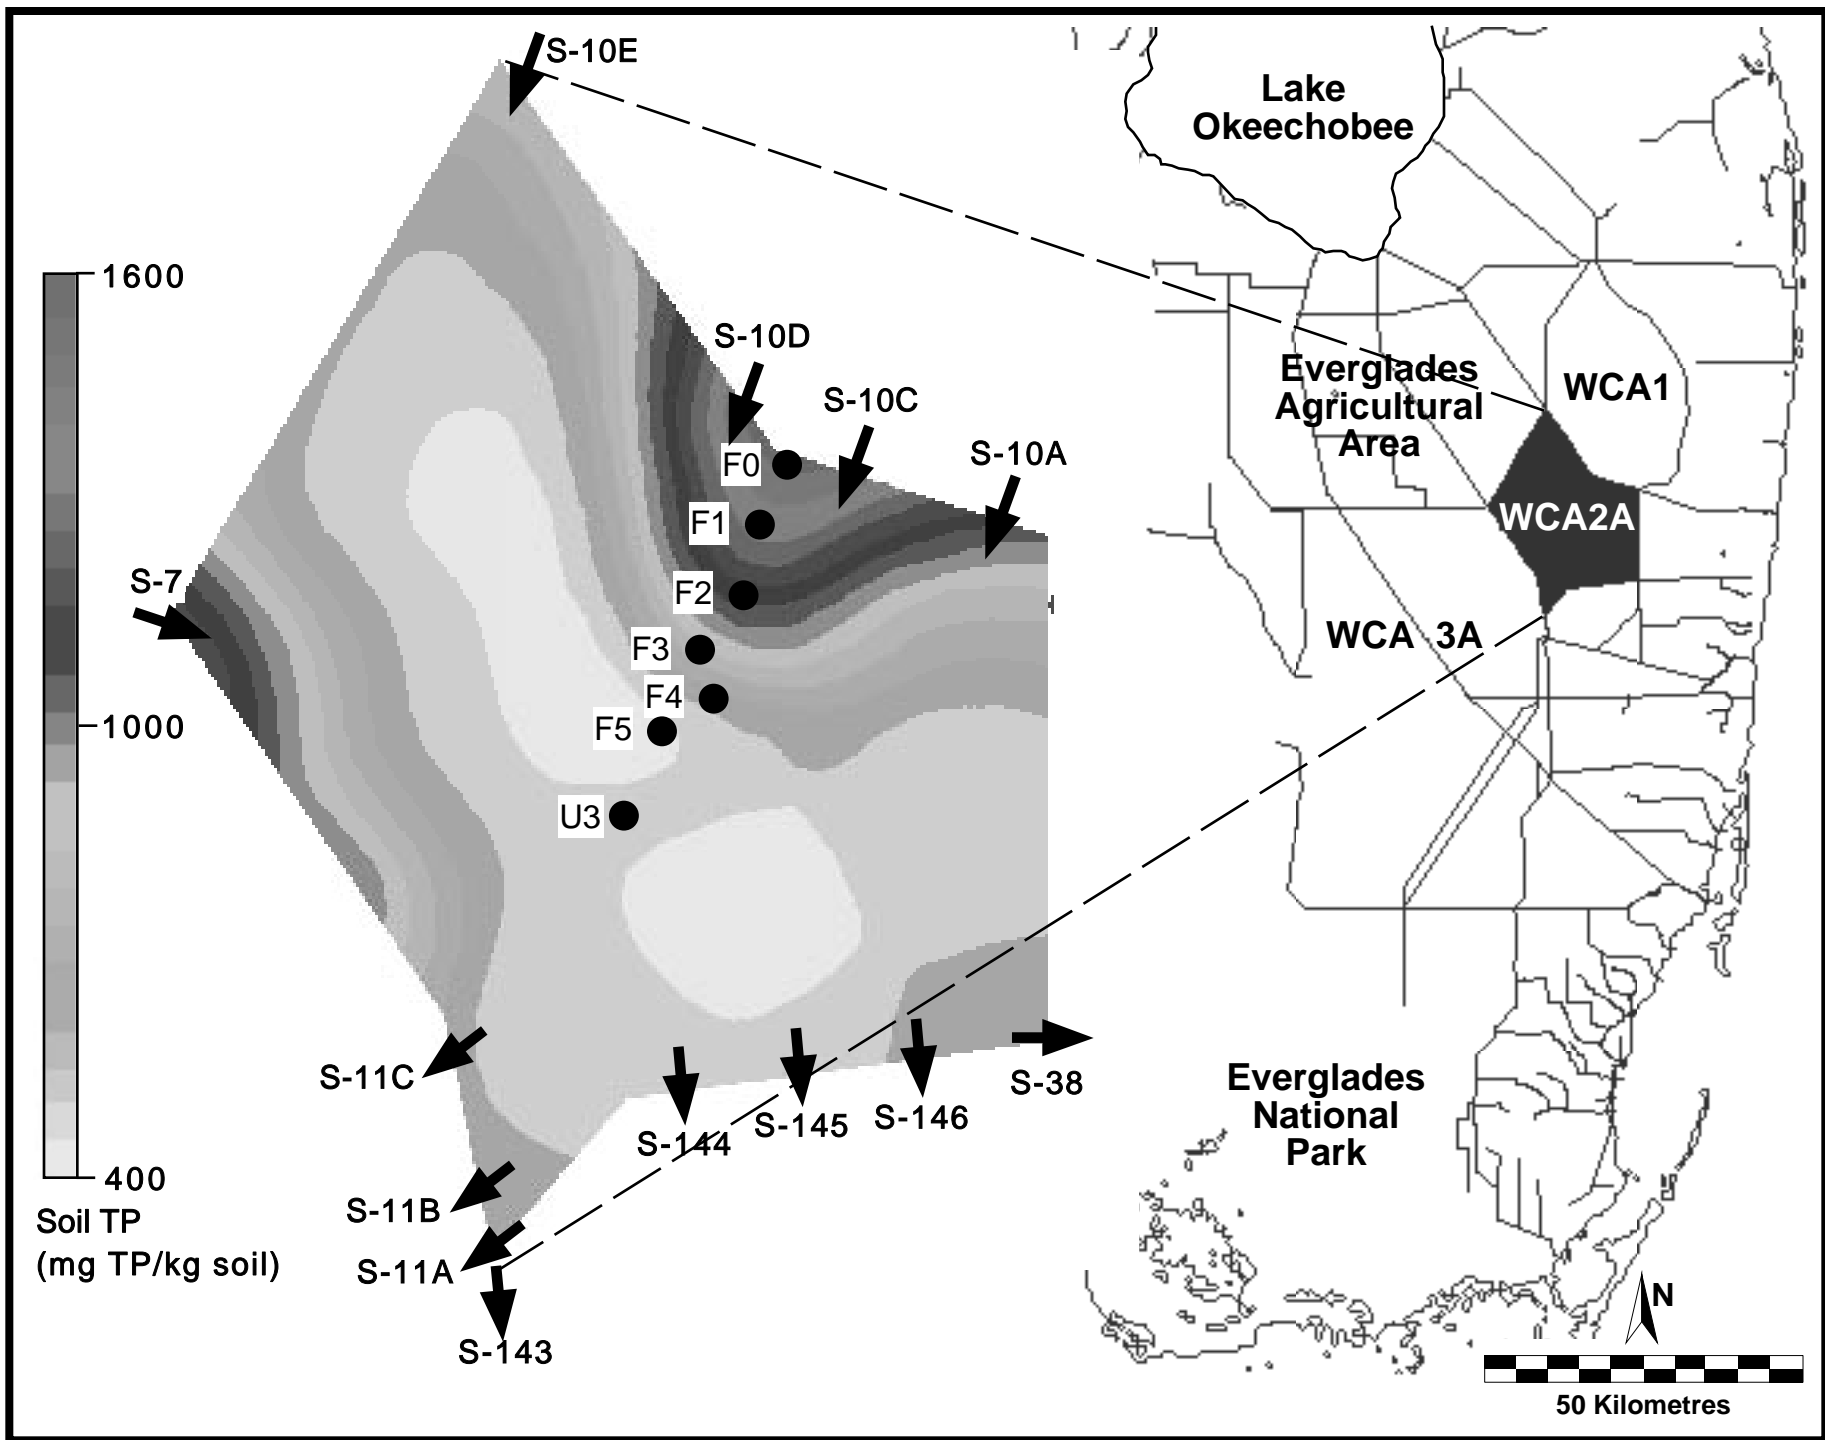 S-10E
Lake
Okeechobee
1600
S-10D
S-10C
S-10A
Everglades
Agricultural
Area
WCA1
F0
F1
WCA2A
S-7
F2
F3
WCA 3A
F4
F5
1000
U3
S-11C
S-38
S-144
S-145
S-146
Everglades
National
Park
400
Soil TP
(mg TP/kg soil)
S-11B
S-11A
S-143
N
50 Kilometres